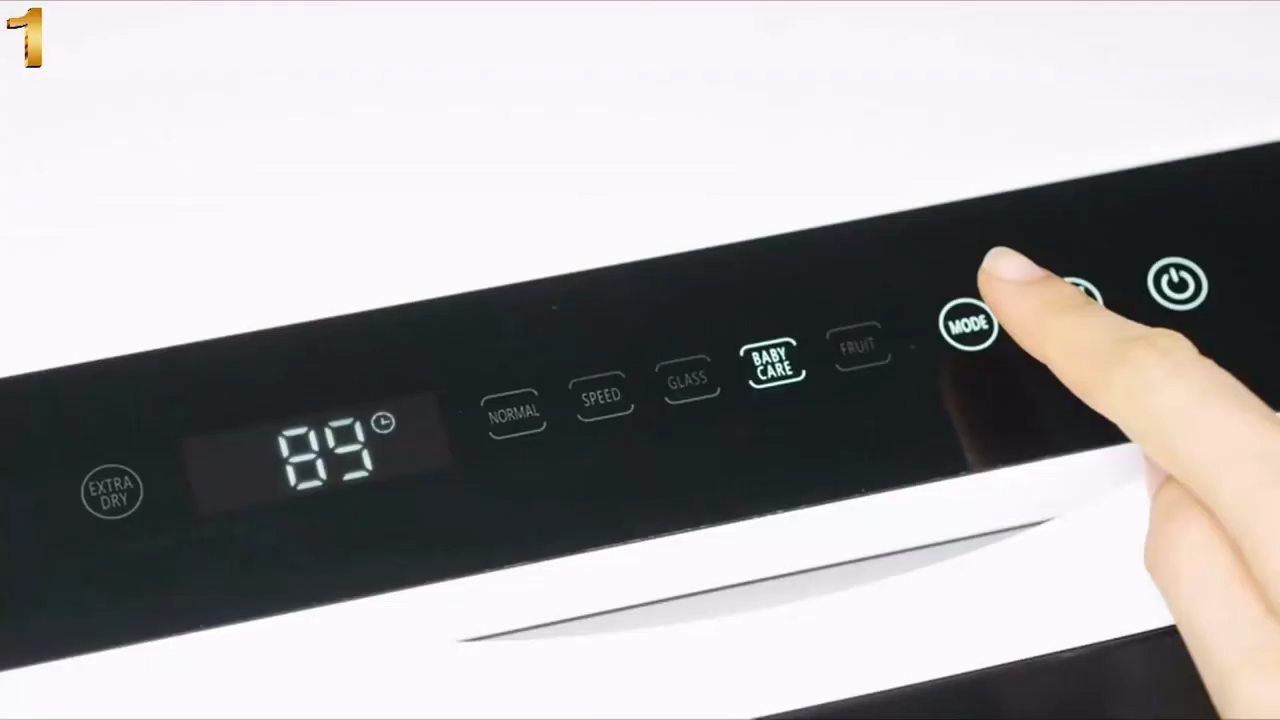 1
EXTRA
DRY
89
NORMAL
SPEED
GLASS
BABY
CARE
FRUIT
MODE